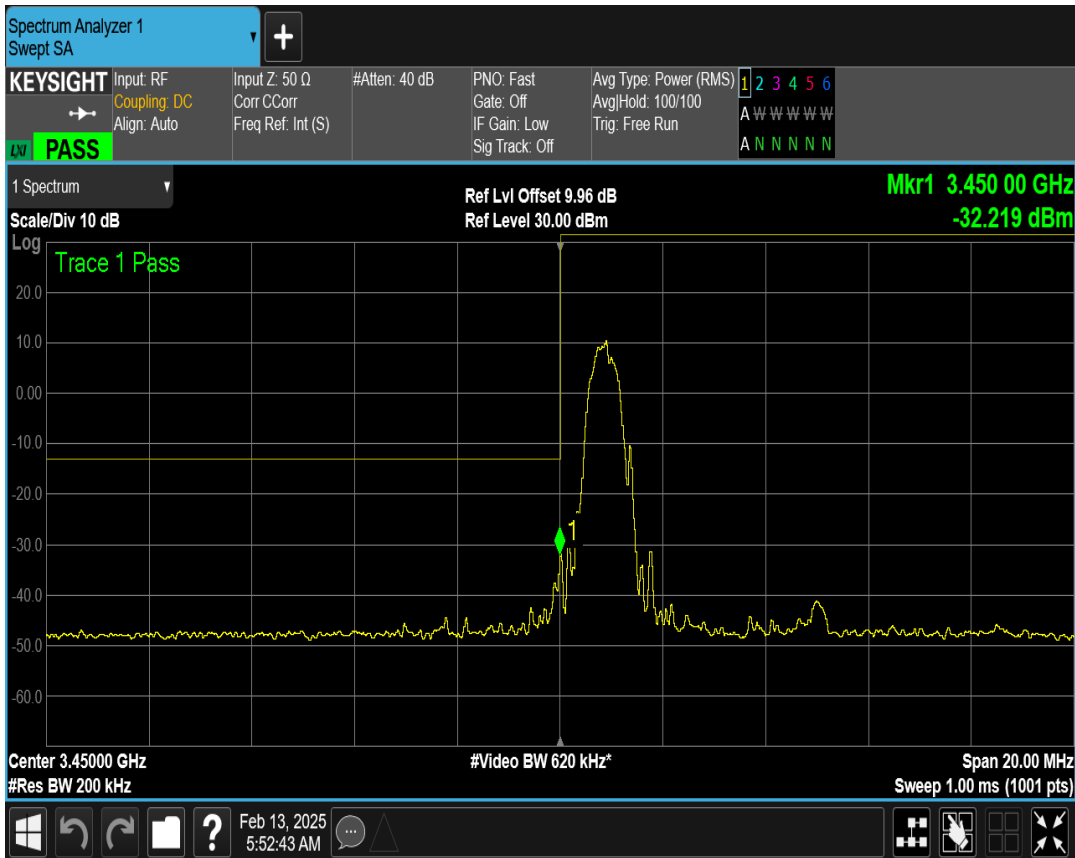 Spectrum Analyzer 1
Swept SA
+
KEYSIGHT
LXI PASS
Input: RF
Coupling: DC
Align: Auto
Input Z: 50 Ω
Corr CCorr
Freq Ref: Int (S)
#Atten: 40 dB
PNO: Fast
Gate: Off
IF Gain: Low
Sig Track: Off
Avg Type: Power (RMS)
Avg|Hold: 100/100
Trig: Free Run
1 2 3 4 5 6
A W W W W W
A N N N N N
1 Spectrum
Scale/Div 10 dB
Ref Lvl Offset 9.96 dB
Ref Level 30.00 dBm
Mkr1 3.450 00 GHz
-32.219 dBm
Log
Trace 1 Pass
20.0
10.0
0.00
-10.0
-20.0
-30.0
-40.0
-50.0
-60.0
1
Center 3.45000 GHz
#Res BW 200 kHz
#Video BW 620 kHz*
Span 20.00 MHz
Sweep 1.00 ms (1001 pts)
?
Feb 13, 2025
5:52:43 AM